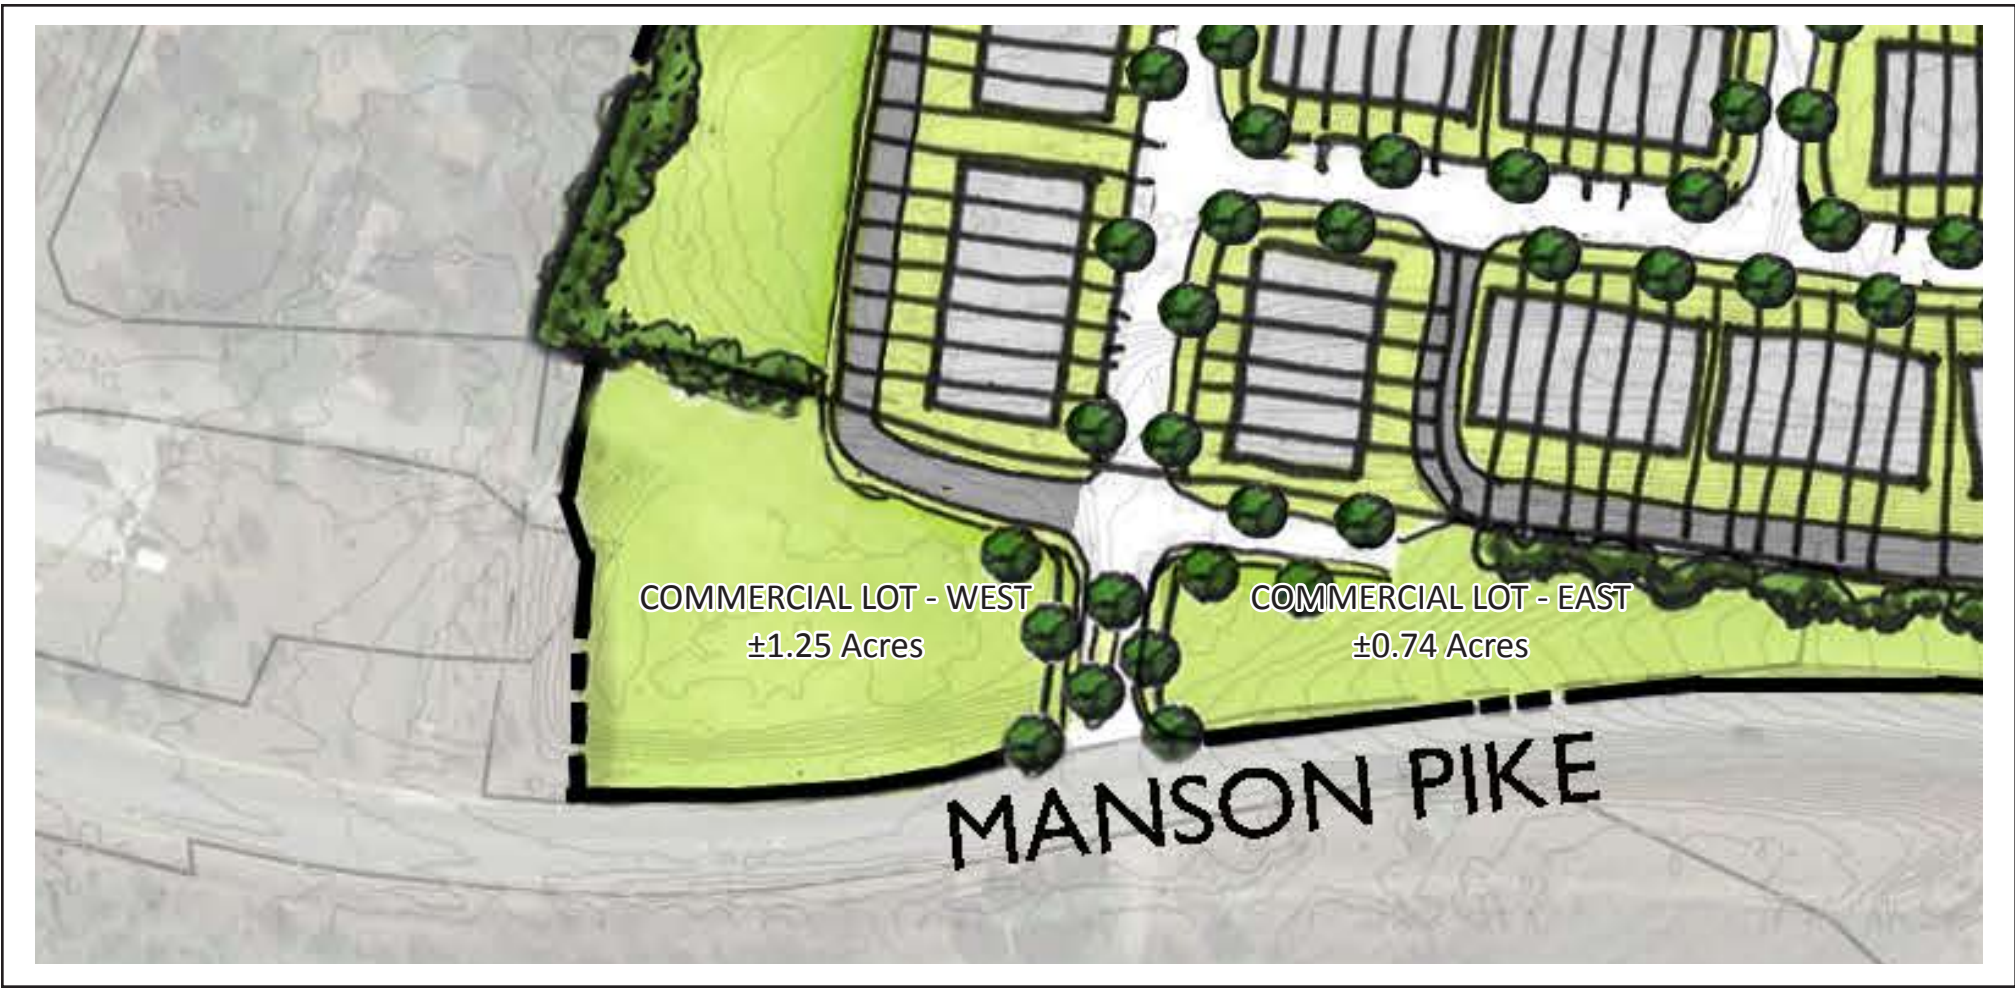 COMMERCIAL LOT - WEST
±1.25 Acres
COMMERCIAL LOT - EAST
±0.74 Acres
MANSON PIKE